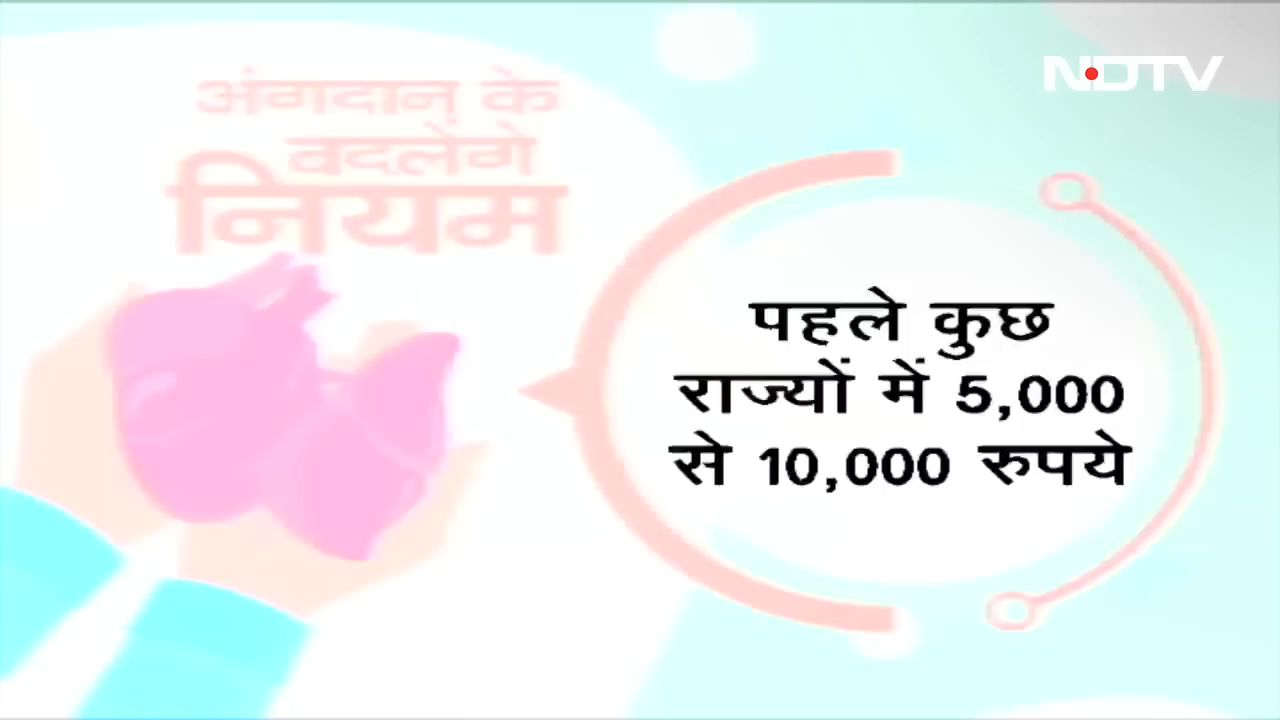 NDTV
अंगदान के
बदलेंगे
नियम
पहले कुछ
राज्यों में 5,000
से 10,000 रुपये